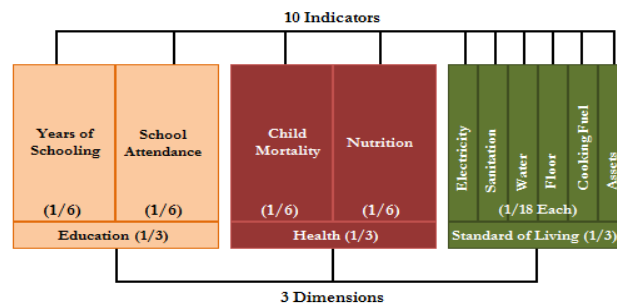 10 Indicators
Years of
Schooling
(1/6)
School
Attendance
(1/6)
Education (1/3)
Child
Mortality
(1/6)
Nutrition
(1/6)
Health (1/3)
Electricity
Sanitation
Water
Floor
Cooking Fuel
Assets
(1/18 Each)
Standard of Living (1/3)
3 Dimensions